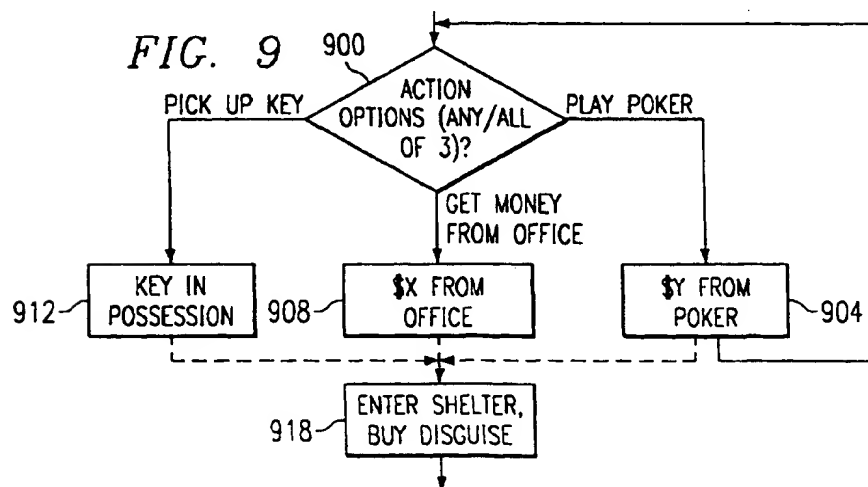 FIG. 9
900
ACTION
OPTIONS (ANY/ALL
OF 3)?
PICK UP KEY
PLAY POKER
GET MONEY
FROM OFFICE
912
KEY IN
POSSESSION
908
$X FROM
OFFICE
$Y FROM
POKER
904
918
ENTER SHELTER,
BUY DISGUISE